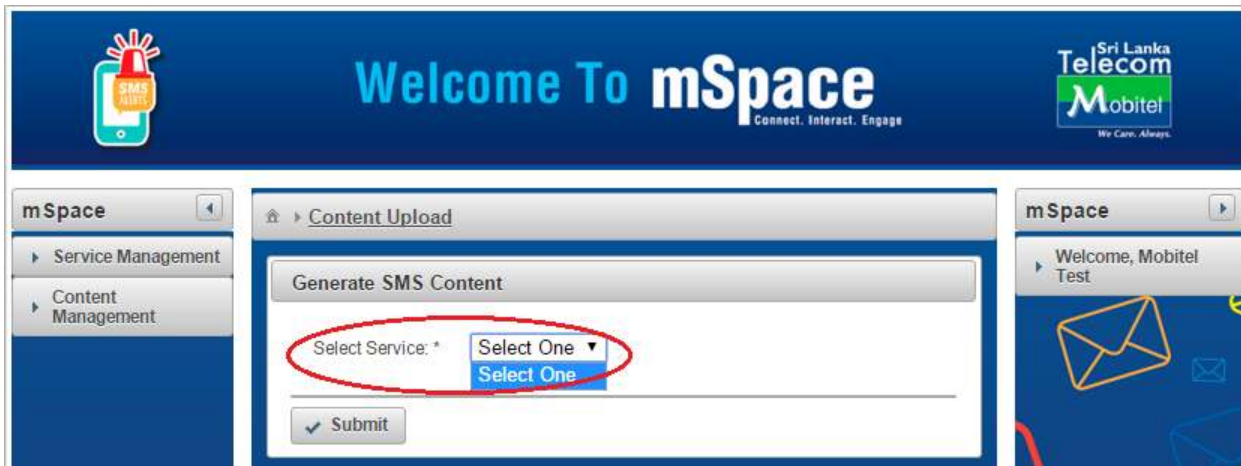 SMS
ALERTS
Welcome To mSpace
Connect. Interact. Engage
Sri Lanka
Telecom
Mobitel
We Care. Always.
mSpace
Service Management
Content
Management
Content Upload
Generate SMS Content
Select Service: *
Select One
Select One
Submit
mSpace
Welcome, Mobitel
Test